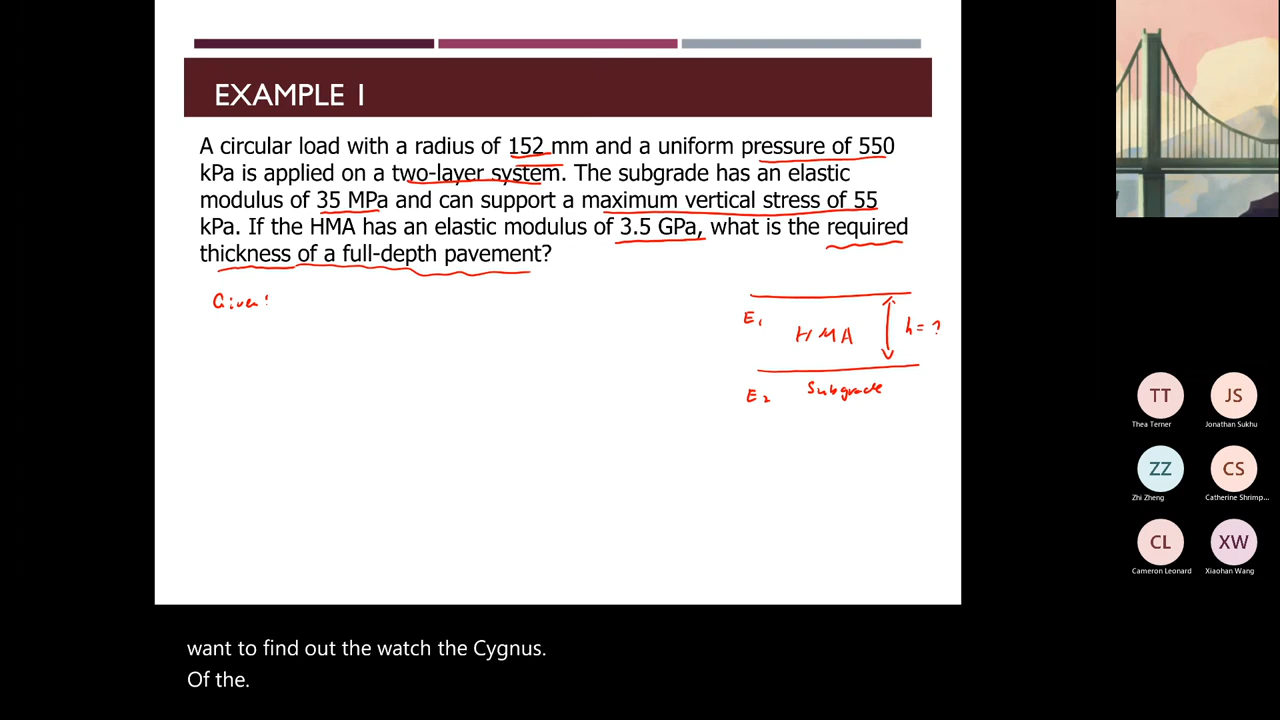 EXAMPLE 1
A circular load with a radius of 152 mm and a uniform pressure of 550
kPa is applied on a two-layer system. The subgrade has an elastic
modulus of 35 MPa and can support a maximum vertical stress of 55
kPa. If the HMA has an elastic modulus of 3.5 GPa, what is the required
thickness of a full-depth pavement?
Given:
E1
HMA
h = ?
E2
Subgrade
TT
JS
Thea Terner
Jonathan Sukhu
ZZ
CS
Zhi Zheng
Catherine Shrimp...
CL
XW
Cameron Leonard
Xiaohan Wang
want to find out the watch the Cygnus.
Of the.